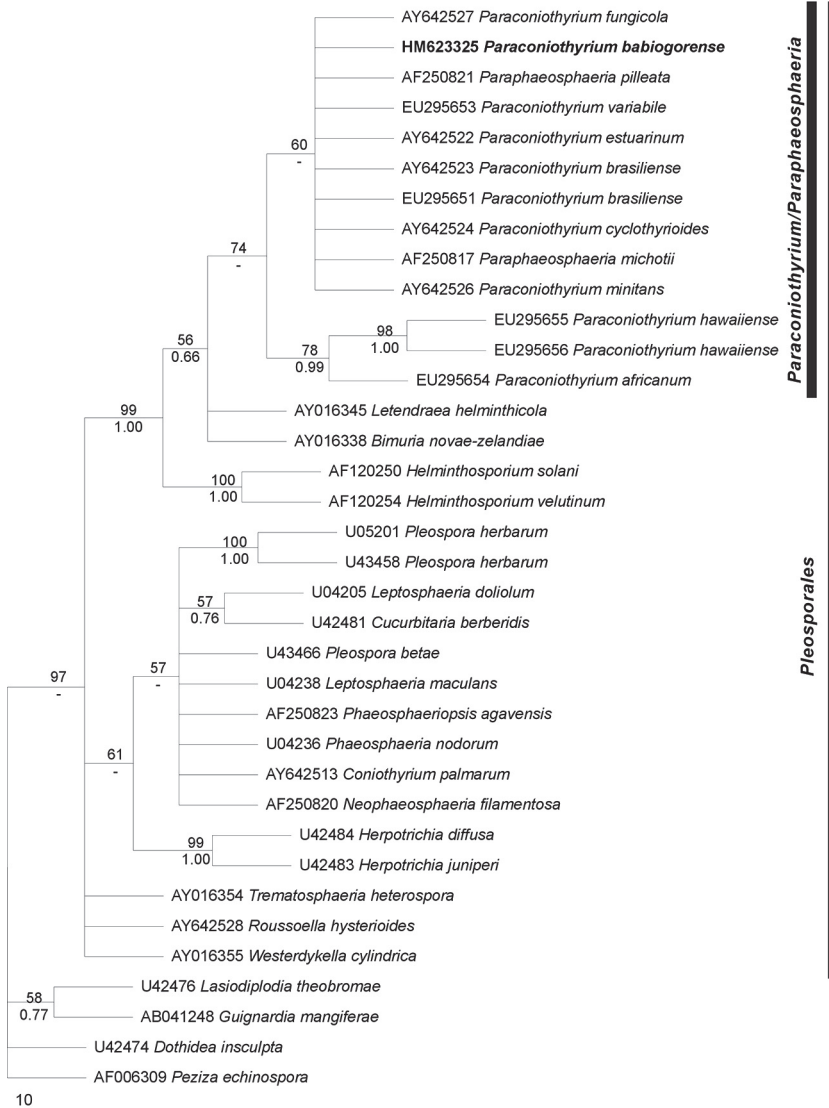 AY642527 Paraconiothyrium fungicola
HM623325 Paraconiothyrium babiogorense
AF250821 Paraphaeosphaeria pilleata
EU295653 Paraconiothyrium variabile
AY642522 Paraconiothyrium estuarinum
60
-
AY642523 Paraconiothyrium brasiliense
EU295651 Paraconiothyrium brasiliense
AY642524 Paraconiothyrium cyclothyrioides
74
-
AF250817 Paraphaeosphaeria michotii
AY642526 Paraconiothyrium minitans
EU295655 Paraconiothyrium hawaiiense
98
1.00
EU295656 Paraconiothyrium hawaiiense
56
0.66
78
0.99
EU295654 Paraconiothyrium africanum
Paraconiothyrium/Paraphaeosphaeria
99
1.00
AY016345 Letendraea helminthicola
AY016338 Bimuria novae-zelandiae
AF120250 Helminthosporium solani
100
1.00
AF120254 Helminthosporium velutinum
U05201 Pleospora herbarum
100
1.00
U43458 Pleospora herbarum
U04205 Leptosphaeria doliolum
57
0.76
U42481 Cucurbitaria berberidis
Pleosporales
U43466 Pleospora betae
57
-
U04238 Leptosphaeria maculans
97
-
AF250823 Phaeosphaeriopsis agavensis
U04236 Phaeosphaeria nodorum
61
-
AY642513 Coniothyrium palmarum
AF250820 Neophaeosphaeria filamentosa
U42484 Herpotrichia diffusa
99
1.00
U42483 Herpotrichia juniperi
AY016354 Trematosphaeria heterospora
AY642528 Roussoella hysterioides
AY016355 Westerdykella cylindrica
U42476 Lasiodiplodia theobromae
58
0.77
AB041248 Guignardia mangiferae
U42474 Dothidea insculpta
AF006309 Peziza echinospora
10